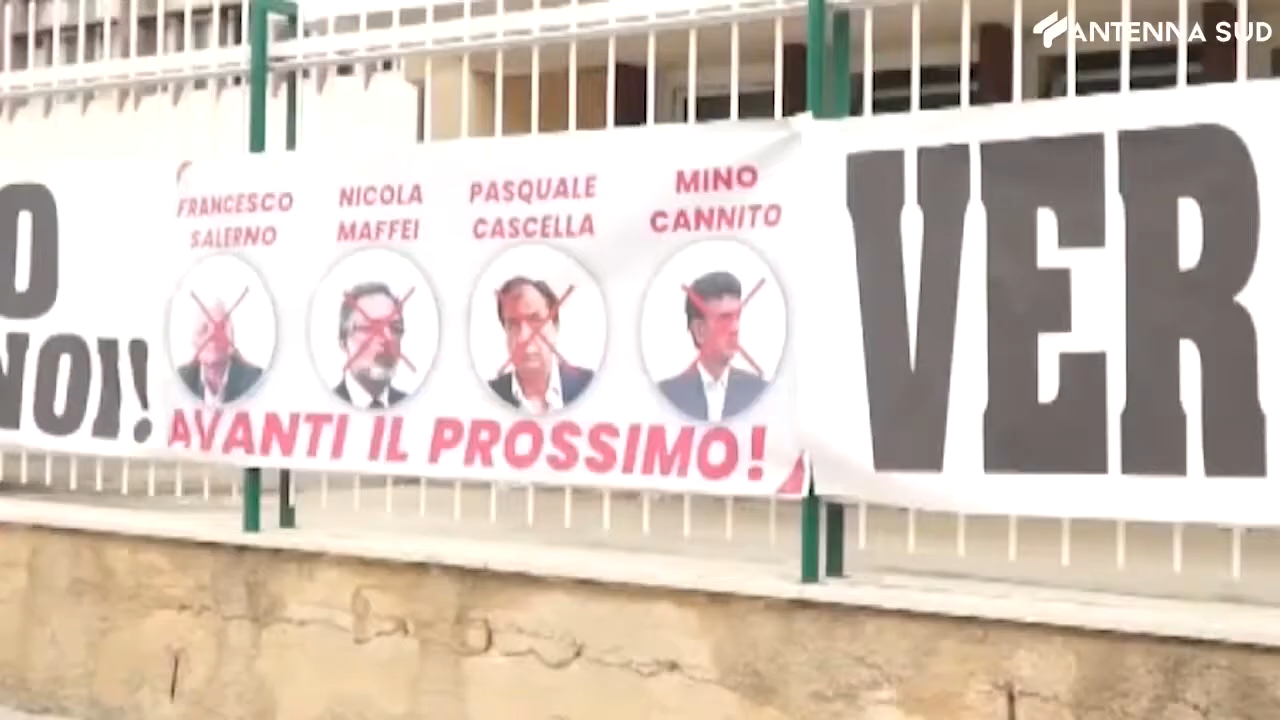 ANTENNA SUD
O
NOI!
FRANCESCO
SALERNO
NICOLA
MAFFEI
PASQUALE
CASCELLA
MINO
CANNITO
AVANTI IL PROSSIMO!
VER